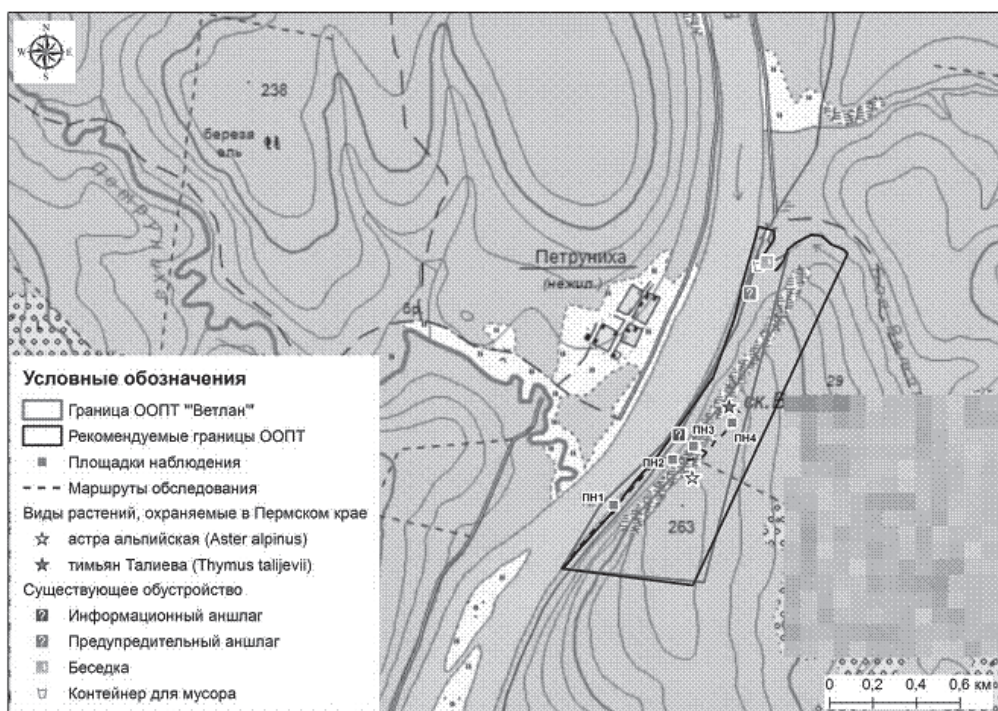 N
W E
S
238
береза
ель
Петруниха
(нежил.)
бр.
29
ск. В
ПН3
ПН4
ПН2
ПН1
263
Условные обозначения
Граница ООПТ "'Ветлан"'
Рекомендуемые границы ООПТ
Площадки наблюдения
Маршруты обследования
Виды растений, охраняемые в Пермском крае
астра альпийская (Aster alpinus)
тимьян Талиева (Thymus talijevii)
Существующее обустройство
Информационный аншлаг
Предупредительный аншлаг
Беседка
Контейнер для мусора
0 0,2 0,4 0,6 км